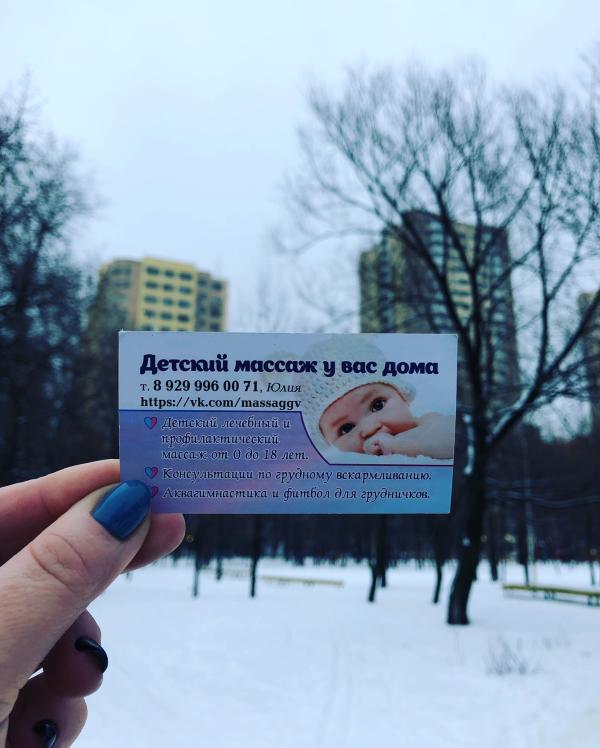 Детский массаж у вас дома
т. 8 929 996 00 71, Юлия
https://vk.com/massaggv
Детский лечебный и
профилактический
массаж от 0 до 18 лет.
Консультации по грудному вскармливанию.
Аквагимнастика и фитбол для грудничков.